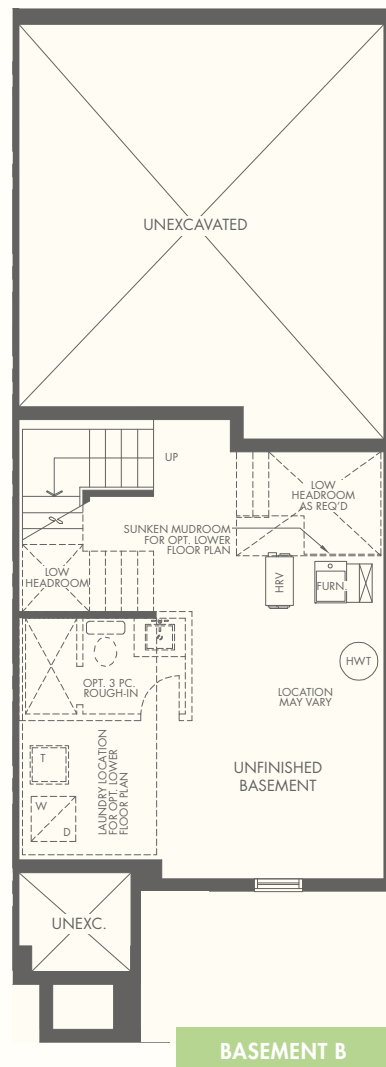 UNEXCAVATED
UP
LOW
HEADROOM
AS REQ'D
SUNKEN MUDROOM
FOR OPT. LOWER
FLOOR PLAN
LOW
HEADROOM
HRV
FURN.
HWT
OPT. 3 PC.
ROUGH-IN
LOCATION
MAY VARY
T
W
D
LAUNDRY LOCATION
FOR OPT. LOWER
FLOOR PLAN
UNFINISHED
BASEMENT
UNEXC.
BASEMENT B